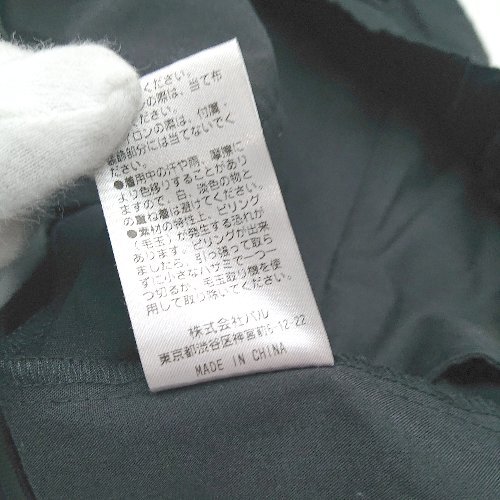 ください。
ンの際は、当て布
イロンの際は、付属・
装飾部分には当てないでく
ださい。
●着用中の汗や雨、摩擦に
より色移りすることがあり
ますので、白、淡色の物と
の重ね着は避けてください。
●素材の特性上、ピリング
(毛玉)が発生する恐れが
あります。ピリングが出来
ましたら、引っ張って取ら
ずに小さなハサミで一つ一
つ切るか、毛玉取り機を使
用して取り除いてください。
株式会社パル
東京都渋谷区神宮前6-12-22
MADE IN CHINA